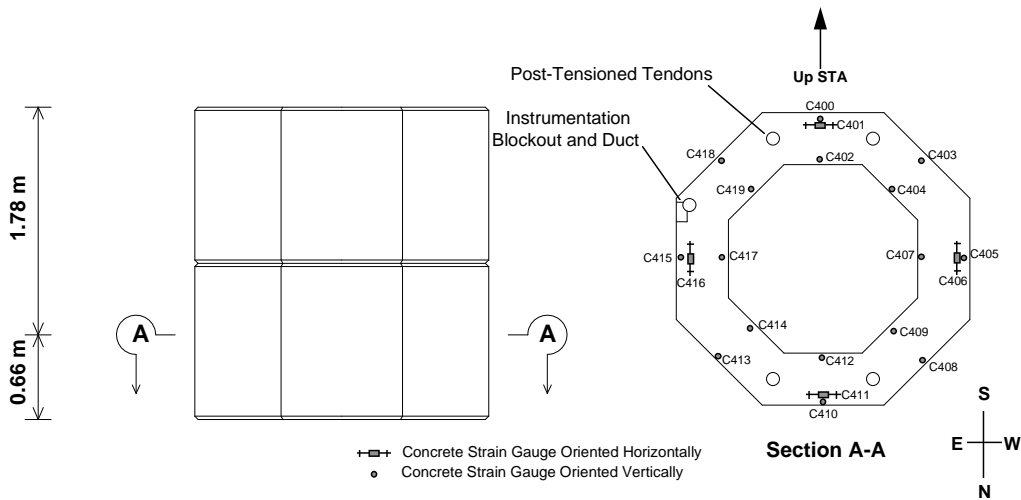 Post-Tensioned Tendons
Up STA
Instrumentation
Blockout and Duct
C400
C401
C418
C402
C403
C419
C404
C415
C417
C407
C405
C416
C406
C414
C409
C413
C412
C408
C411
C410
1.78 m
0.66 m
A
A
Section A-A
S
E
W
N
Concrete Strain Gauge Oriented Horizontally
Concrete Strain Gauge Oriented Vertically